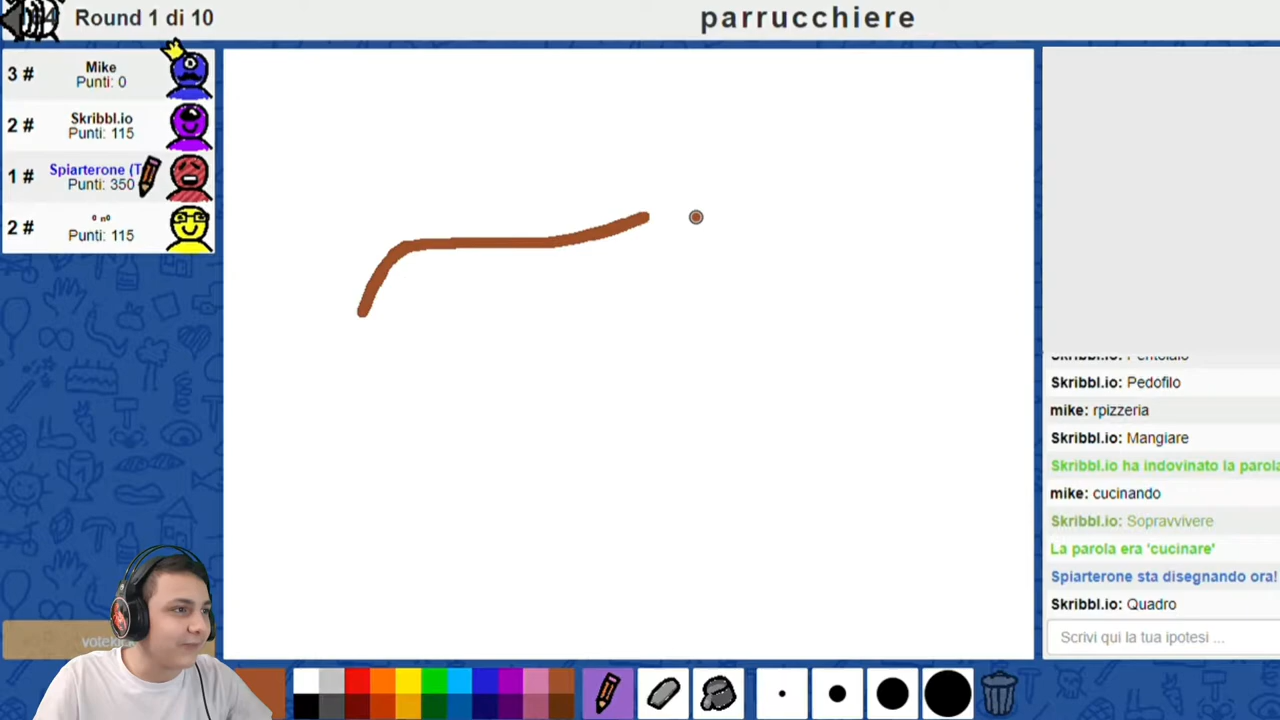 Round 1 di 10
parrucchiere
3 #
Mike
Punti: 0
2 #
Skribbl.io
Punti: 115
1 #
Spiarterone (T
Punti: 350
2 #
º nº
Punti: 115
Skribbl.io: Pedofilo
mike: rpizzeria
Skribbl.io: Mangiare
Skribbl.io ha indovinato la parola
mike: cucinando
Skribbl.io: Sopravvivere
La parola era 'cucinare'
Spiarterone sta disegnando ora!
Skribbl.io: Quadro
Scrivi qui la tua ipotesi ...